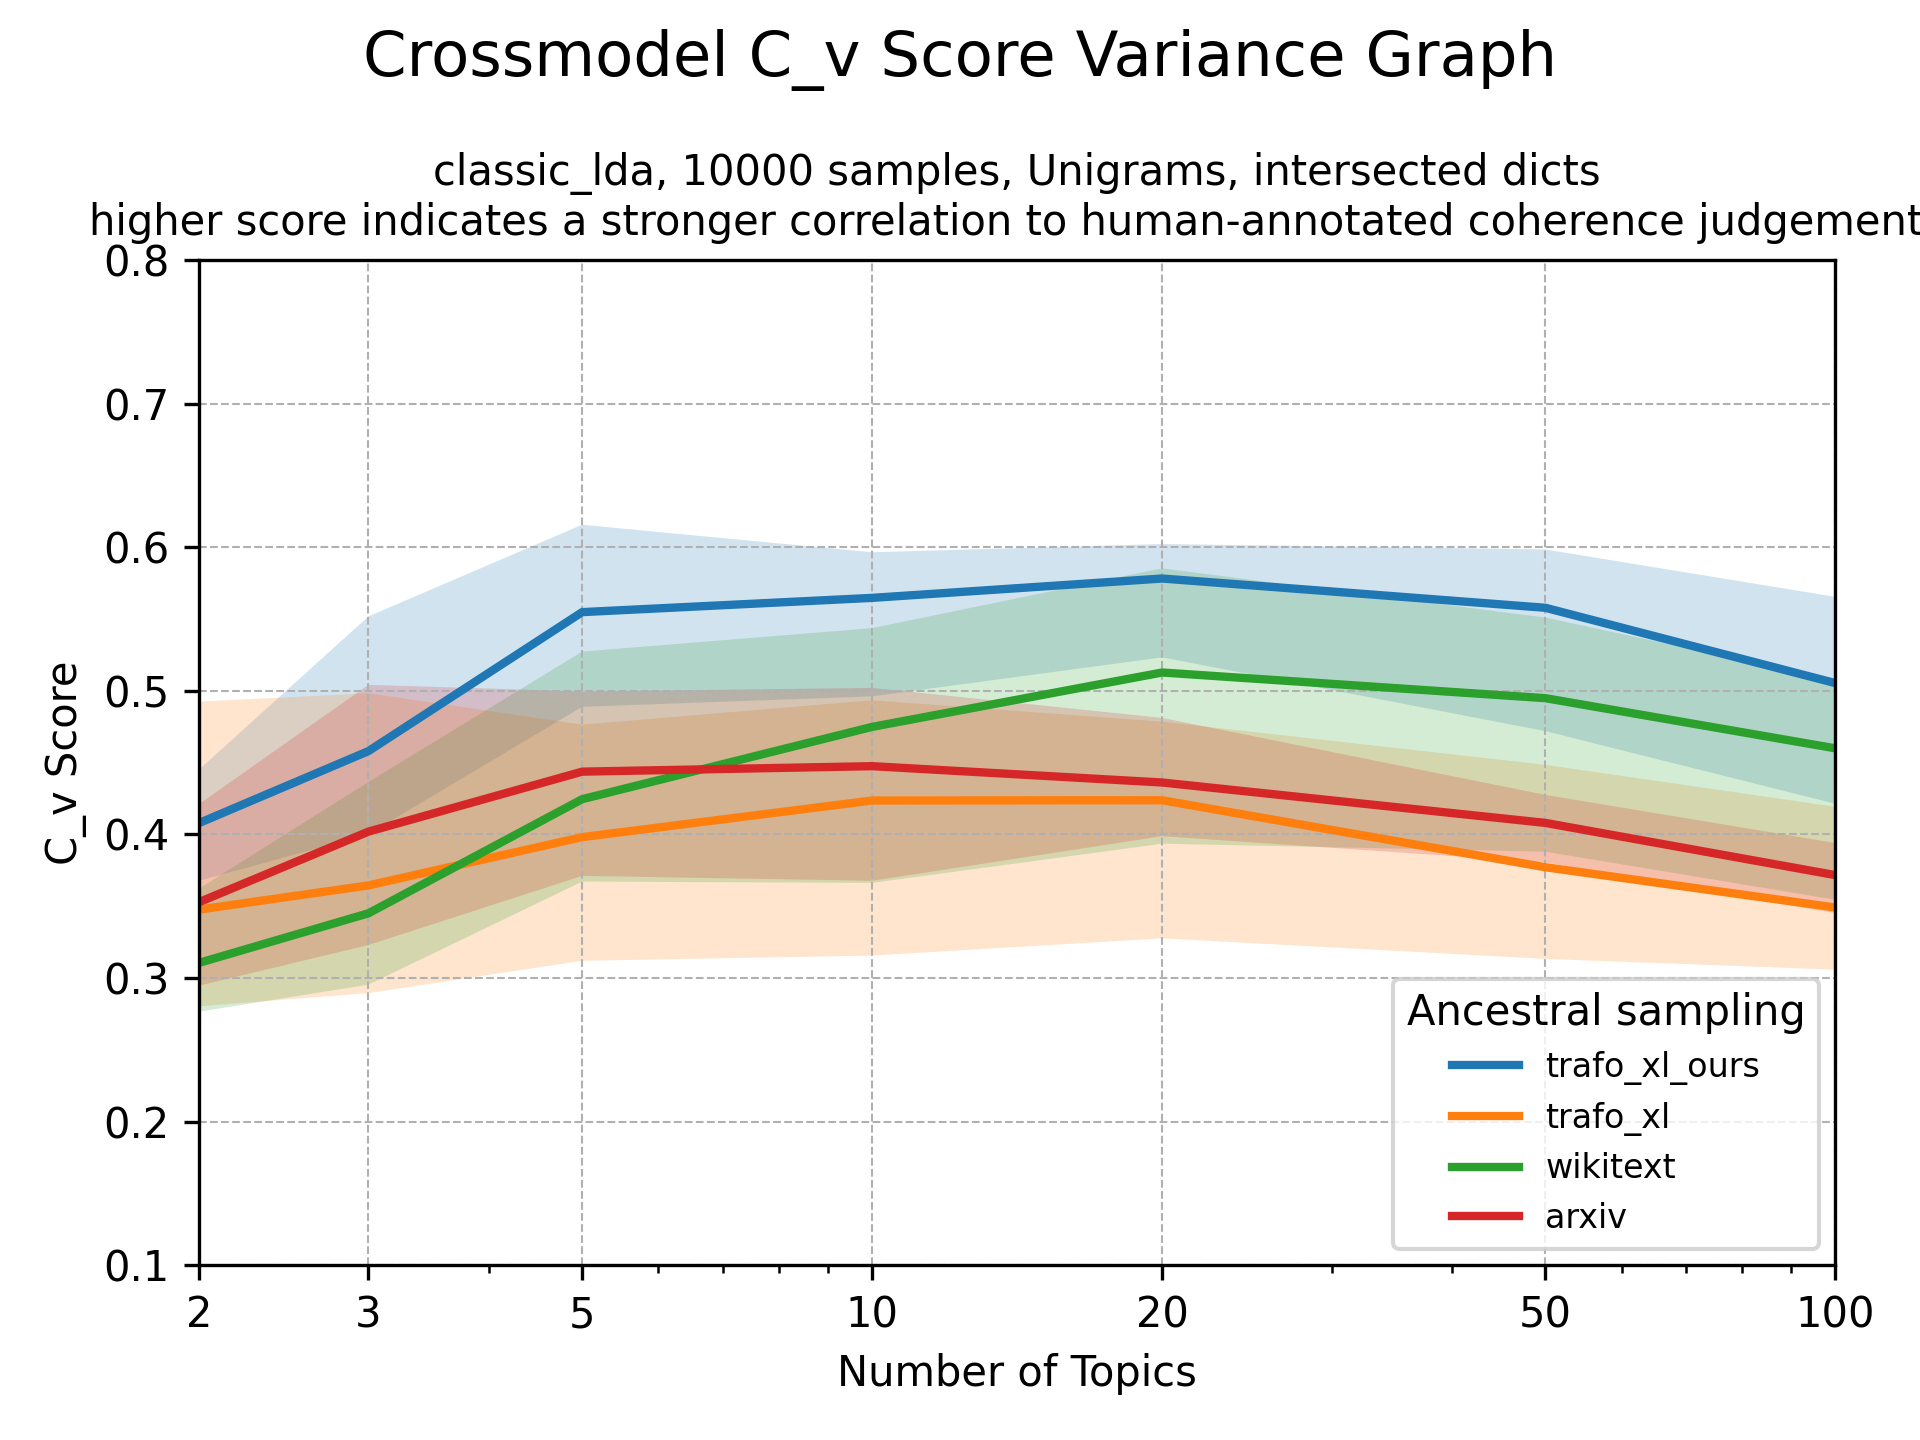 Crossmodel C_v Score Variance Graph
classic_lda, 10000 samples, Unigrams, intersected dicts
higher score indicates a stronger correlation to human-annotated coherence judgement
0.8
0.7
0.6
0.5
0.4
0.3
0.2
0.1
C_v Score
Ancestral sampling
trafo_xl_ours
trafo_xl
wikitext
arxiv
2 3 5 10 20 50 100
Number of Topics